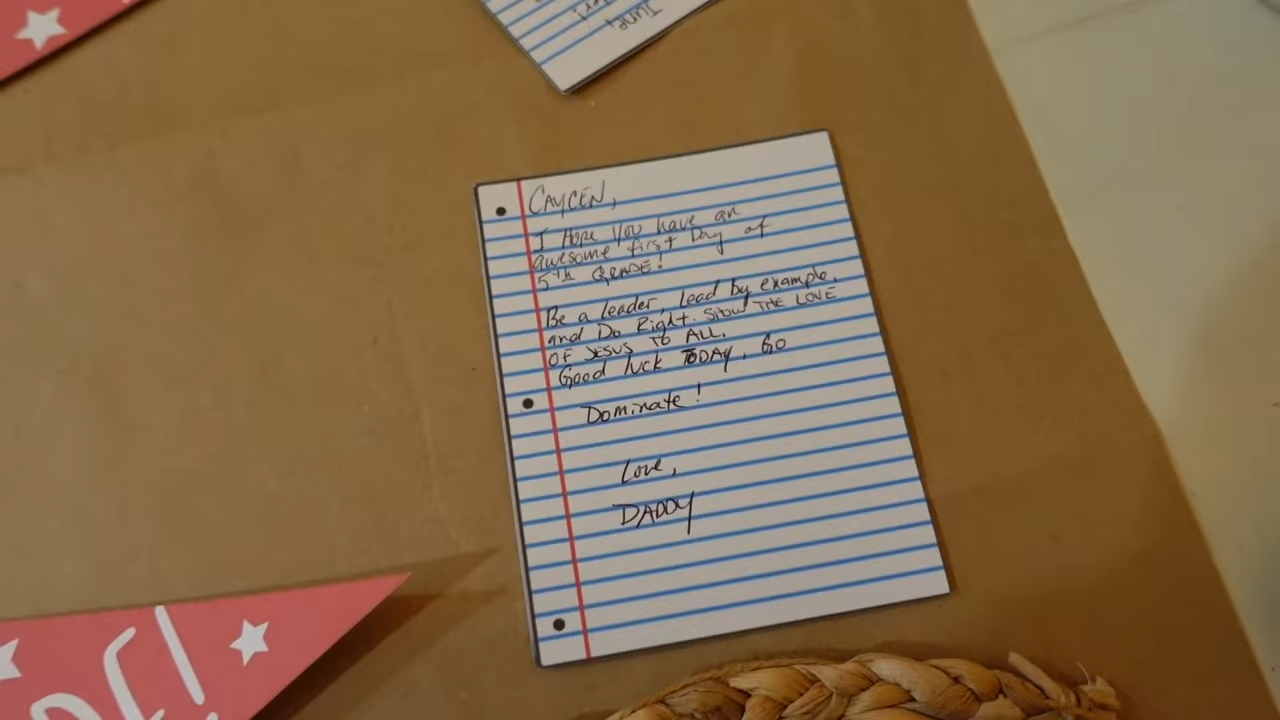 CAYCEN,
I Hope you have an
awesome first Day of
5th GRADE!
Be a leader, lead by example,
and Do Right. Show THE LOVE
OF JESUS TO ALL.
Good luck TODAY, Go
Dominate!
Love,
DADDY